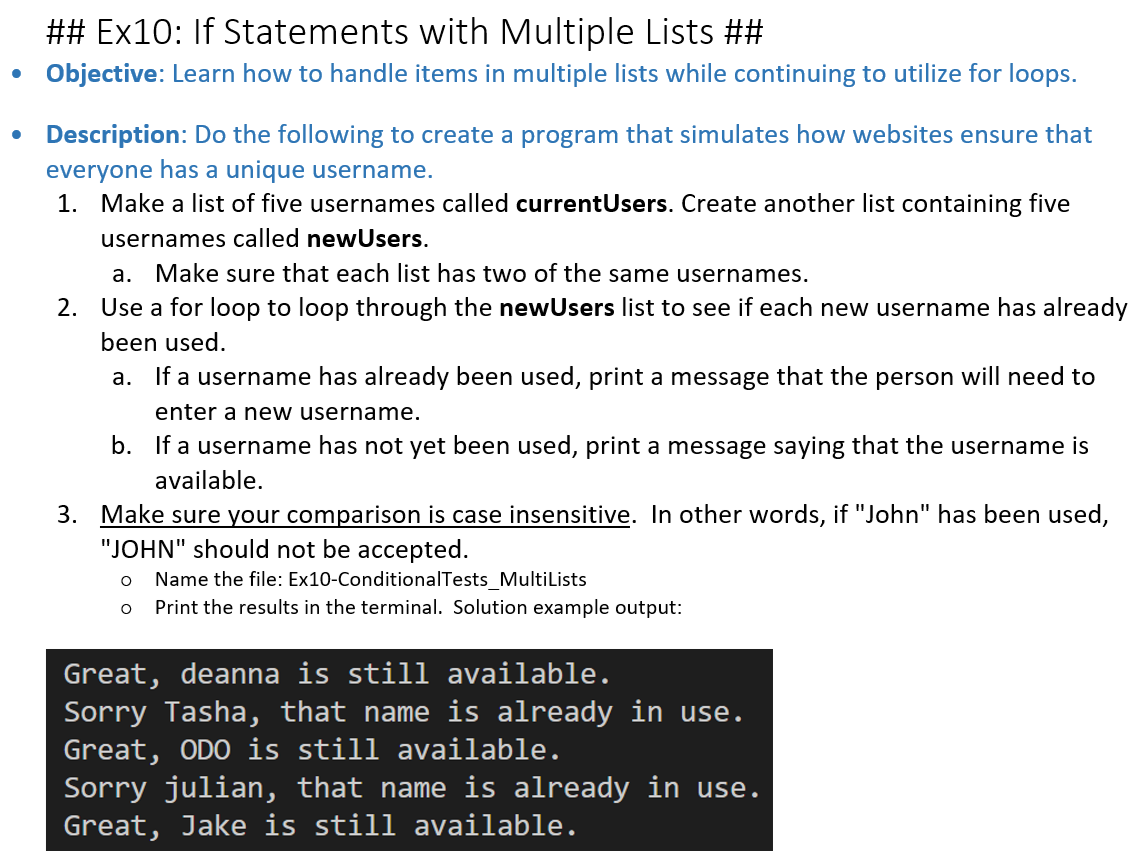 ## Ex10: If Statements with Multiple Lists ##
• Objective: Learn how to handle items in multiple lists while continuing to utilize for loops.
• Description: Do the following to create a program that simulates how websites ensure that
everyone has a unique username.
1. Make a list of five usernames called currentUsers. Create another list containing five
usernames called newUsers.
a. Make sure that each list has two of the same usernames.
2. Use a for loop to loop through the newUsers list to see if each new username has already
been used.
a. If a username has already been used, print a message that the person will need to
enter a new username.
b. If a username has not yet been used, print a message saying that the username is
available.
3. Make sure your comparison is case insensitive.  In other words, if "John" has been used,
"JOHN" should not be accepted.
o Name the file: Ex10-ConditionalTests_MultiLists
o Print the results in the terminal.  Solution example output:
Great, deanna is still available.
Sorry Tasha, that name is already in use.
Great, ODO is still available.
Sorry julian, that name is already in use.
Great, Jake is still available.